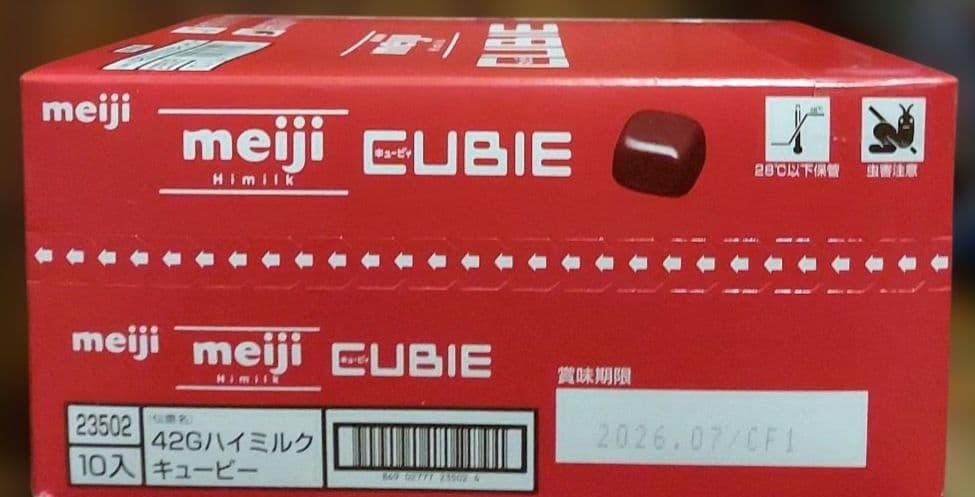 meiji
meiji
Himilk
CUBIE
キュービィ
28℃以下保管
虫害注意
meiji
meiji
Himilk
CUBIE
キュービィ
賞味期限
2026.07/CF1
23502
10入
(伝票名)
42Gハイミルク
キュービー